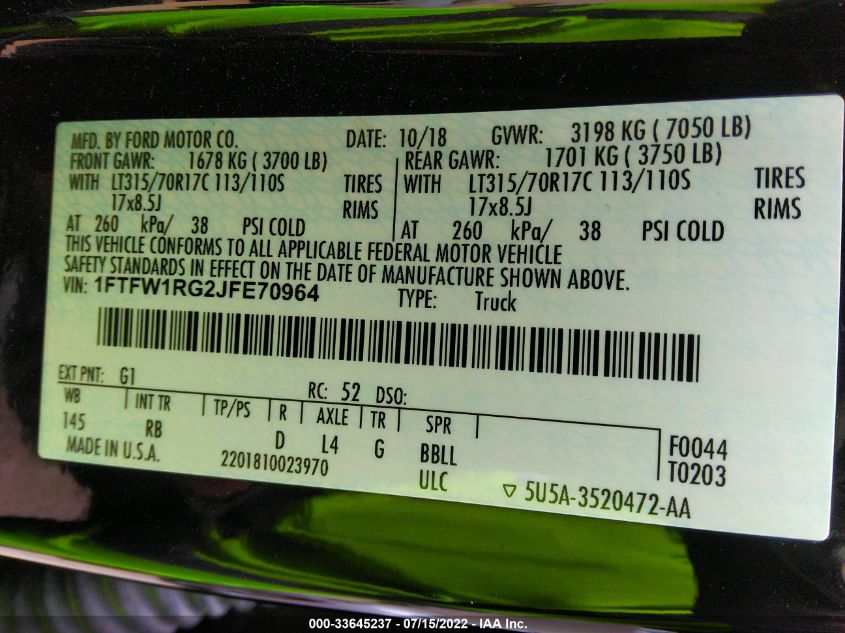 MFD. BY FORD MOTOR CO. DATE: 10/18 GVWR: 3198 KG ( 7050 LB)
FRONT GAWR: 1678 KG ( 3700 LB) REAR GAWR: 1701 KG ( 3750 LB)
WITH LT315/70R17C 113/110S TIRES WITH LT315/70R17C 113/110S TIRES
17x8.5J RIMS 17x8.5J RIMS
AT 260 kPa/ 38 PSI COLD AT 260 kPa/ 38 PSI COLD
THIS VEHICLE CONFORMS TO ALL APPLICABLE FEDERAL MOTOR VEHICLE
SAFETY STANDARDS IN EFFECT ON THE DATE OF MANUFACTURE SHOWN ABOVE.
VIN: 1FTFW1RG2JFE70964 TYPE: Truck
EXT PNT: G1 RC: 52 DSO:
WB INT TR TP/PS R AXLE TR SPR
145 RB D L4 G BBLL F0044
MADE IN U.S.A. 2201810023970 ULC T0203
5U5A-3520472-AA
000-33645237 - 07/15/2022 - IAA Inc.